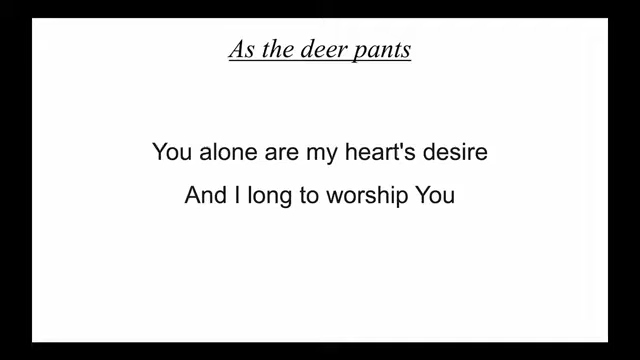 As the deer pants
You alone are my heart's desire
And I long to worship You